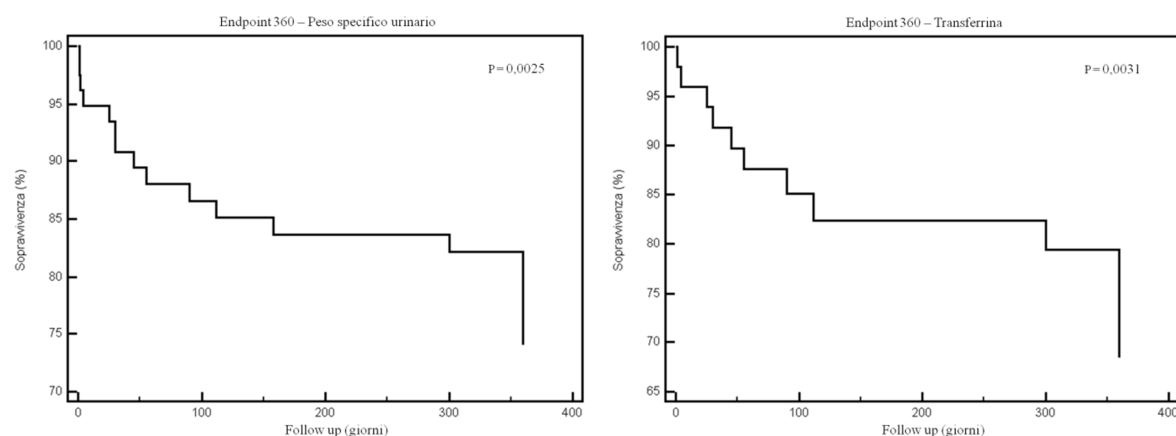 Endpoint 360 – Peso specifico urinario
P = 0,0025
Sopravvivenza (%)
100
95
90
85
80
75
70
0 100 200 300 400
Follow up (giorni)
Endpoint 360 – Transferrina
P = 0,0031
Sopravvivenza (%)
100
95
90
85
80
75
70
65
0 100 200 300 400
Follow up (giorni)